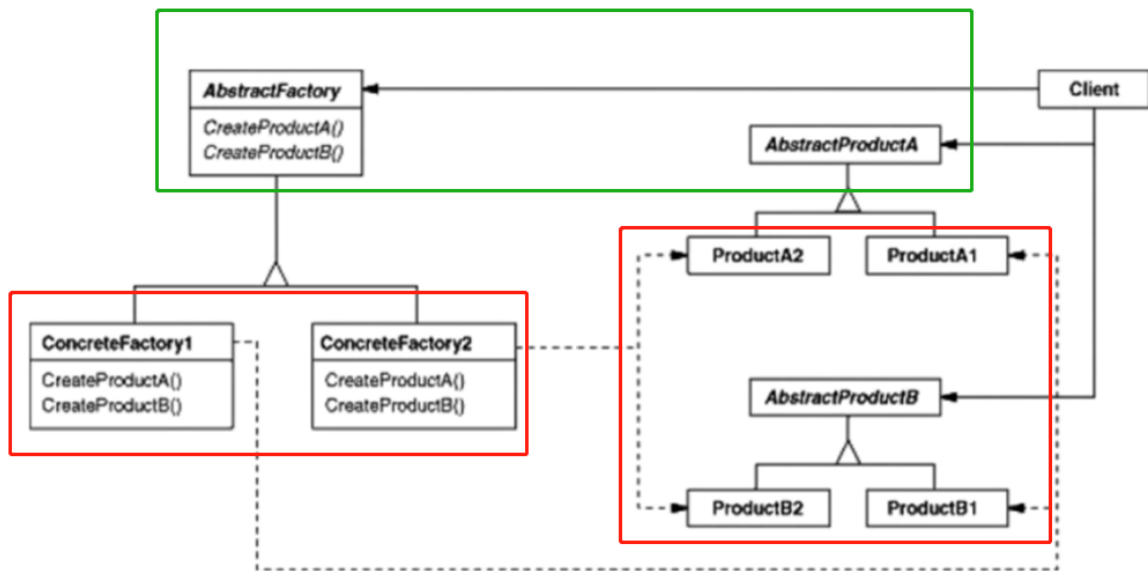 AbstractFactory
CreateProductA()
CreateProductB()
Client
AbstractProductA
ProductA2
ProductA1
ConcreteFactory1
CreateProductA()
CreateProductB()
ConcreteFactory2
CreateProductA()
CreateProductB()
AbstractProductB
ProductB2
ProductB1